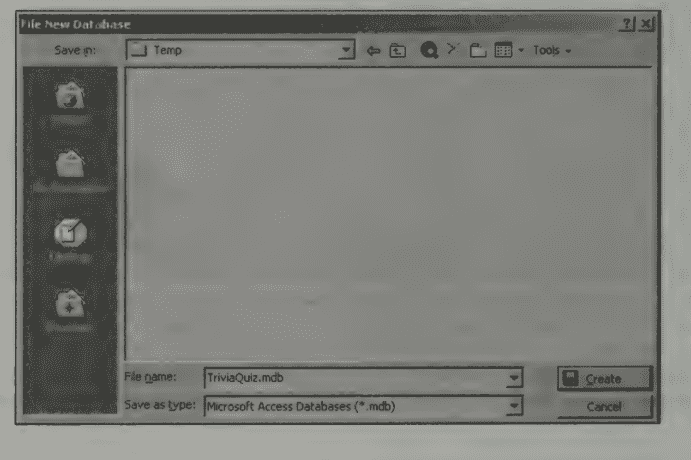 File New Database
Save in: Temp Tools
File name: TriviaQuiz.mdb Create
Save as type: Microsoft Access Databases (*.mdb) Cancel